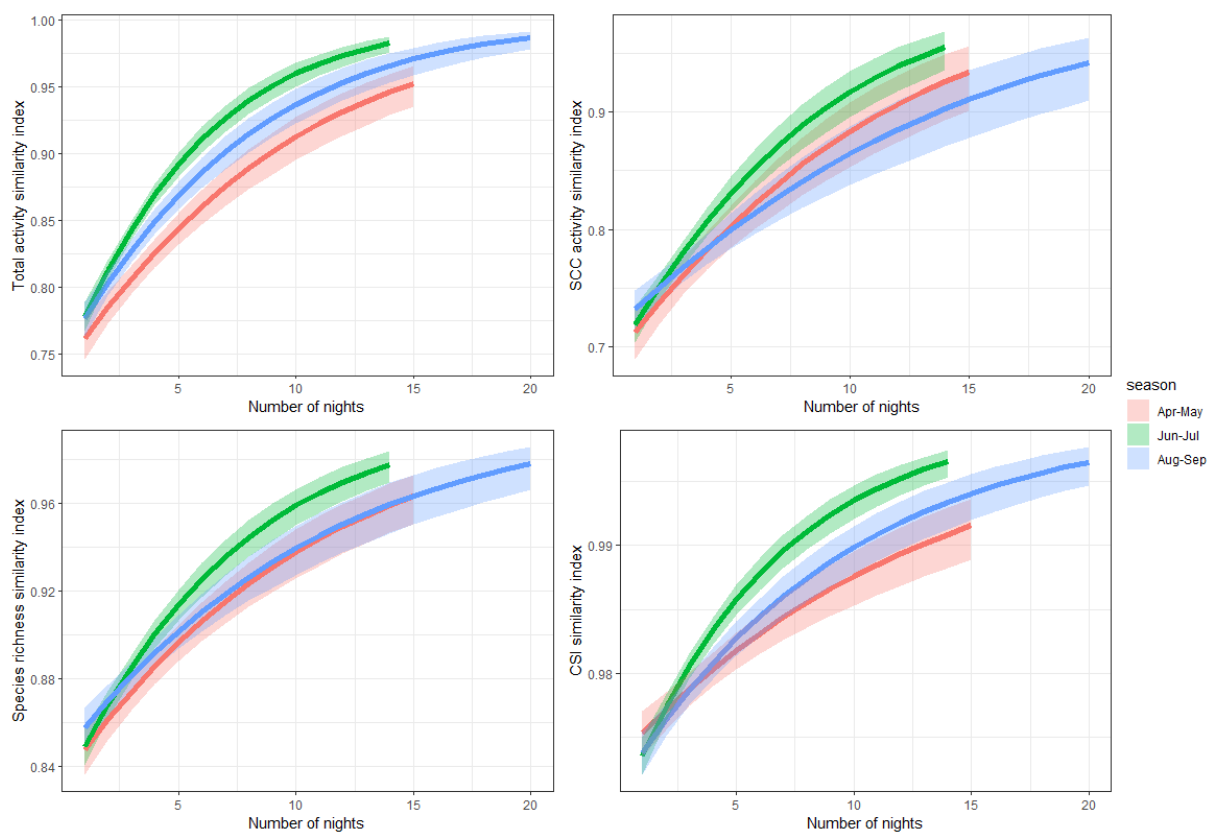 Total activity similarity index
1.00
0.95
0.90
0.85
0.80
0.75
5 10 15 20
Number of nights
SCC activity similarity index
0.9
0.8
0.7
5 10 15 20
Number of nights
season
Apr-May
Jun-Jul
Aug-Sep
Species richness similarity index
0.96
0.92
0.88
0.84
5 10 15 20
Number of nights
CSI similarity index
0.99
0.98
5 10 15 20
Number of nights